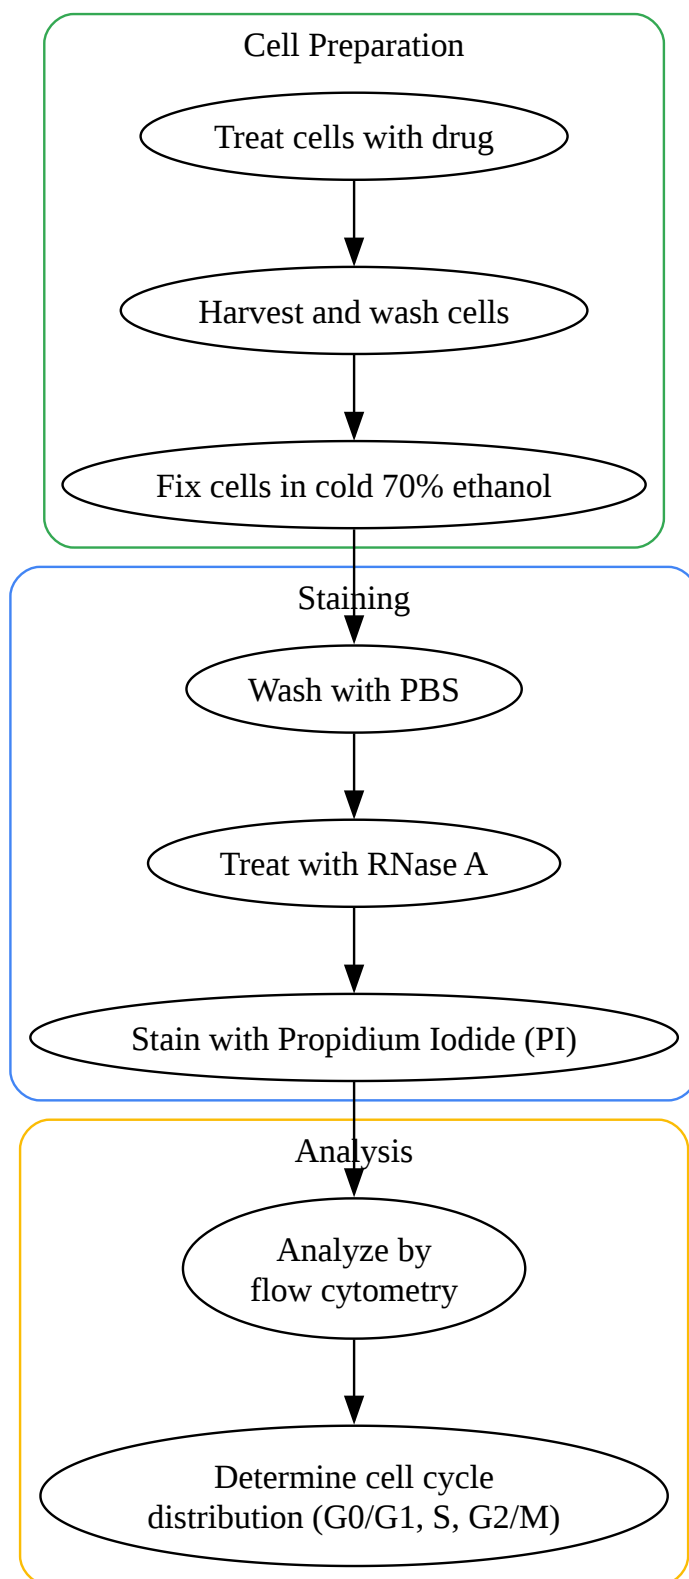 Cell Preparation
Treat cells with drug
Harvest and wash cells
Fix cells in cold 70% ethanol
Staining
Wash with PBS
Treat with RNase A
Stain with Propidium Iodide (PI)
Analysis
Analyze by
flow cytometry
Determine cell cycle
distribution (G0/G1, S, G2/M)